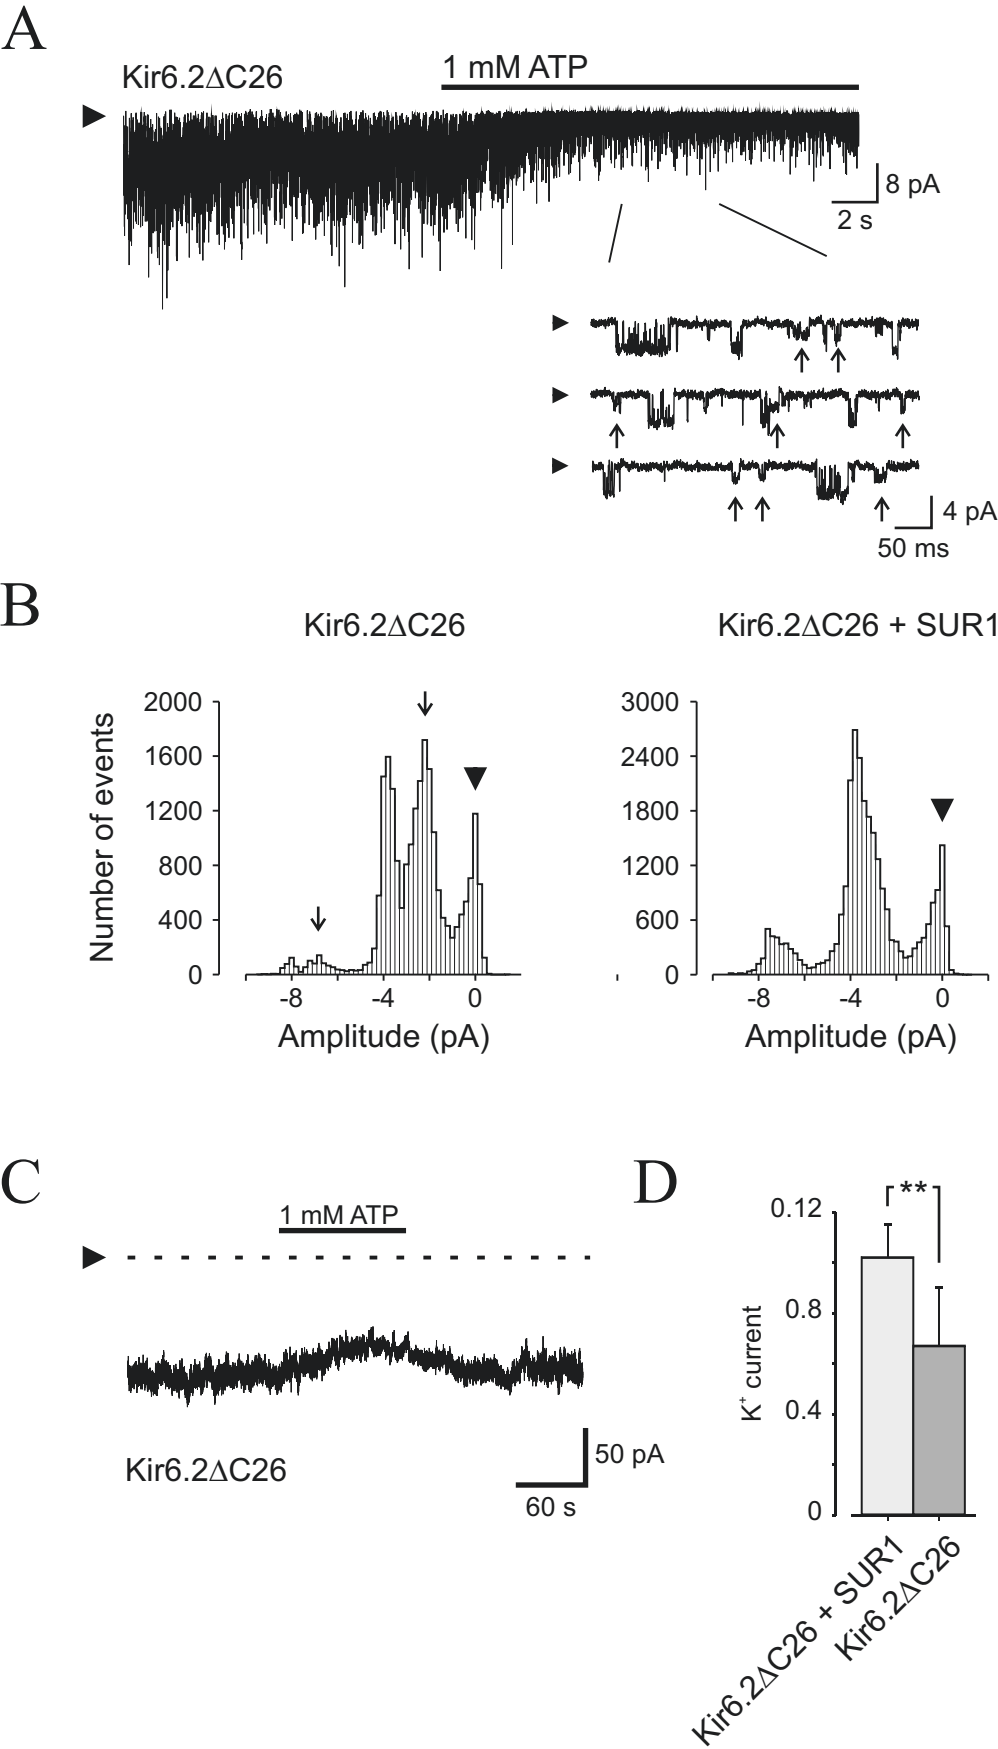 A
Kir6.2ΔC26
1 mM ATP
8 pA
2 s
4 pA
50 ms
B
Kir6.2ΔC26
Kir6.2ΔC26 + SUR1
Number of events
2000
1600
1200
800
400
0
-8 -4 0
Amplitude (pA)
3000
2400
1800
1200
600
0
-8 -4 0
Amplitude (pA)
C
1 mM ATP
Kir6.2ΔC26
50 pA
60 s
D
**
K+ current
0.12
0.8
0.4
0
Kir6.2ΔC26 + SUR1
Kir6.2ΔC26